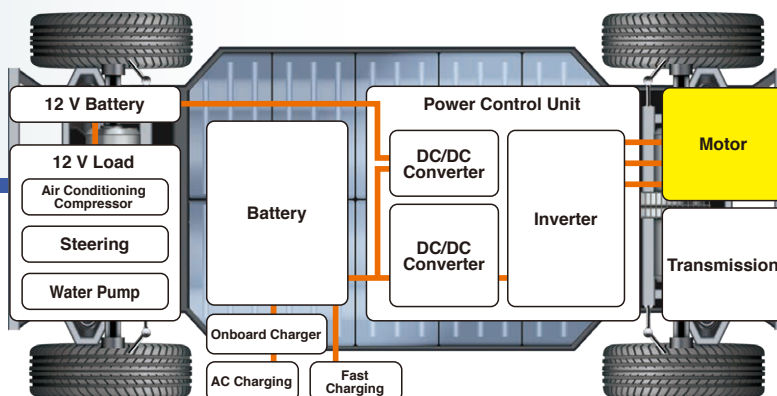 12 V Battery
12 V Load
Air Conditioning
Compressor
Steering
Water Pump
Battery
Onboard Charger
AC Charging
Fast
Charging
Power Control Unit
DC/DC
Converter
DC/DC
Converter
Inverter
Motor
Transmission